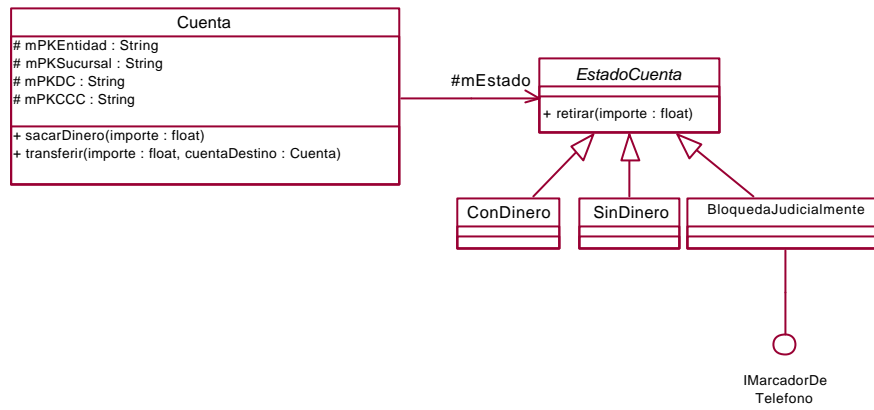 Cuenta
# mPKEntidad : String
# mPKSucursal : String
# mPKDC : String
# mPKCCC : String
+ sacarDinero(importe : float)
+ transferir(importe : float, cuentaDestino : Cuenta)
#mEstado
EstadoCuenta
+ retirar(importe : float)
ConDinero
SinDinero
BloquedaJudicialmente
IMarcadorDe
Telefono